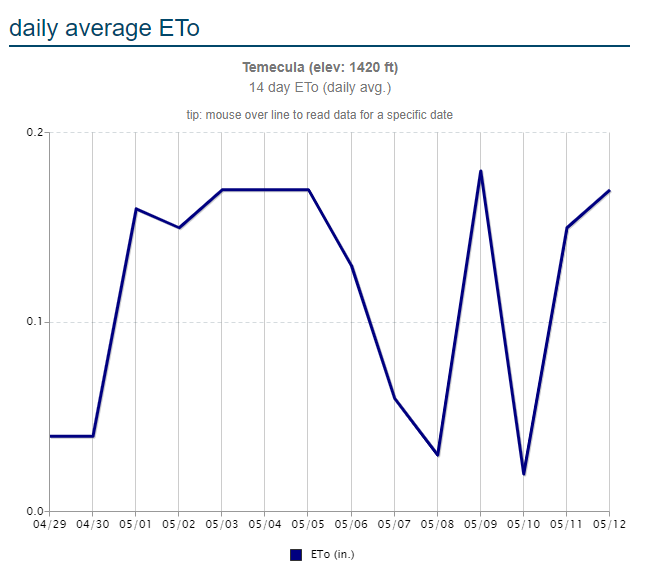 daily average ETo
Temecula (elev: 1420 ft)
14 day ETo (daily avg.)
tip: mouse over line to read data for a specific date
0.2
0.1
0.0
04/29 04/30 05/01 05/02 05/03 05/04 05/05 05/06 05/07 05/08 05/09 05/10 05/11 05/12
ETo (in.)